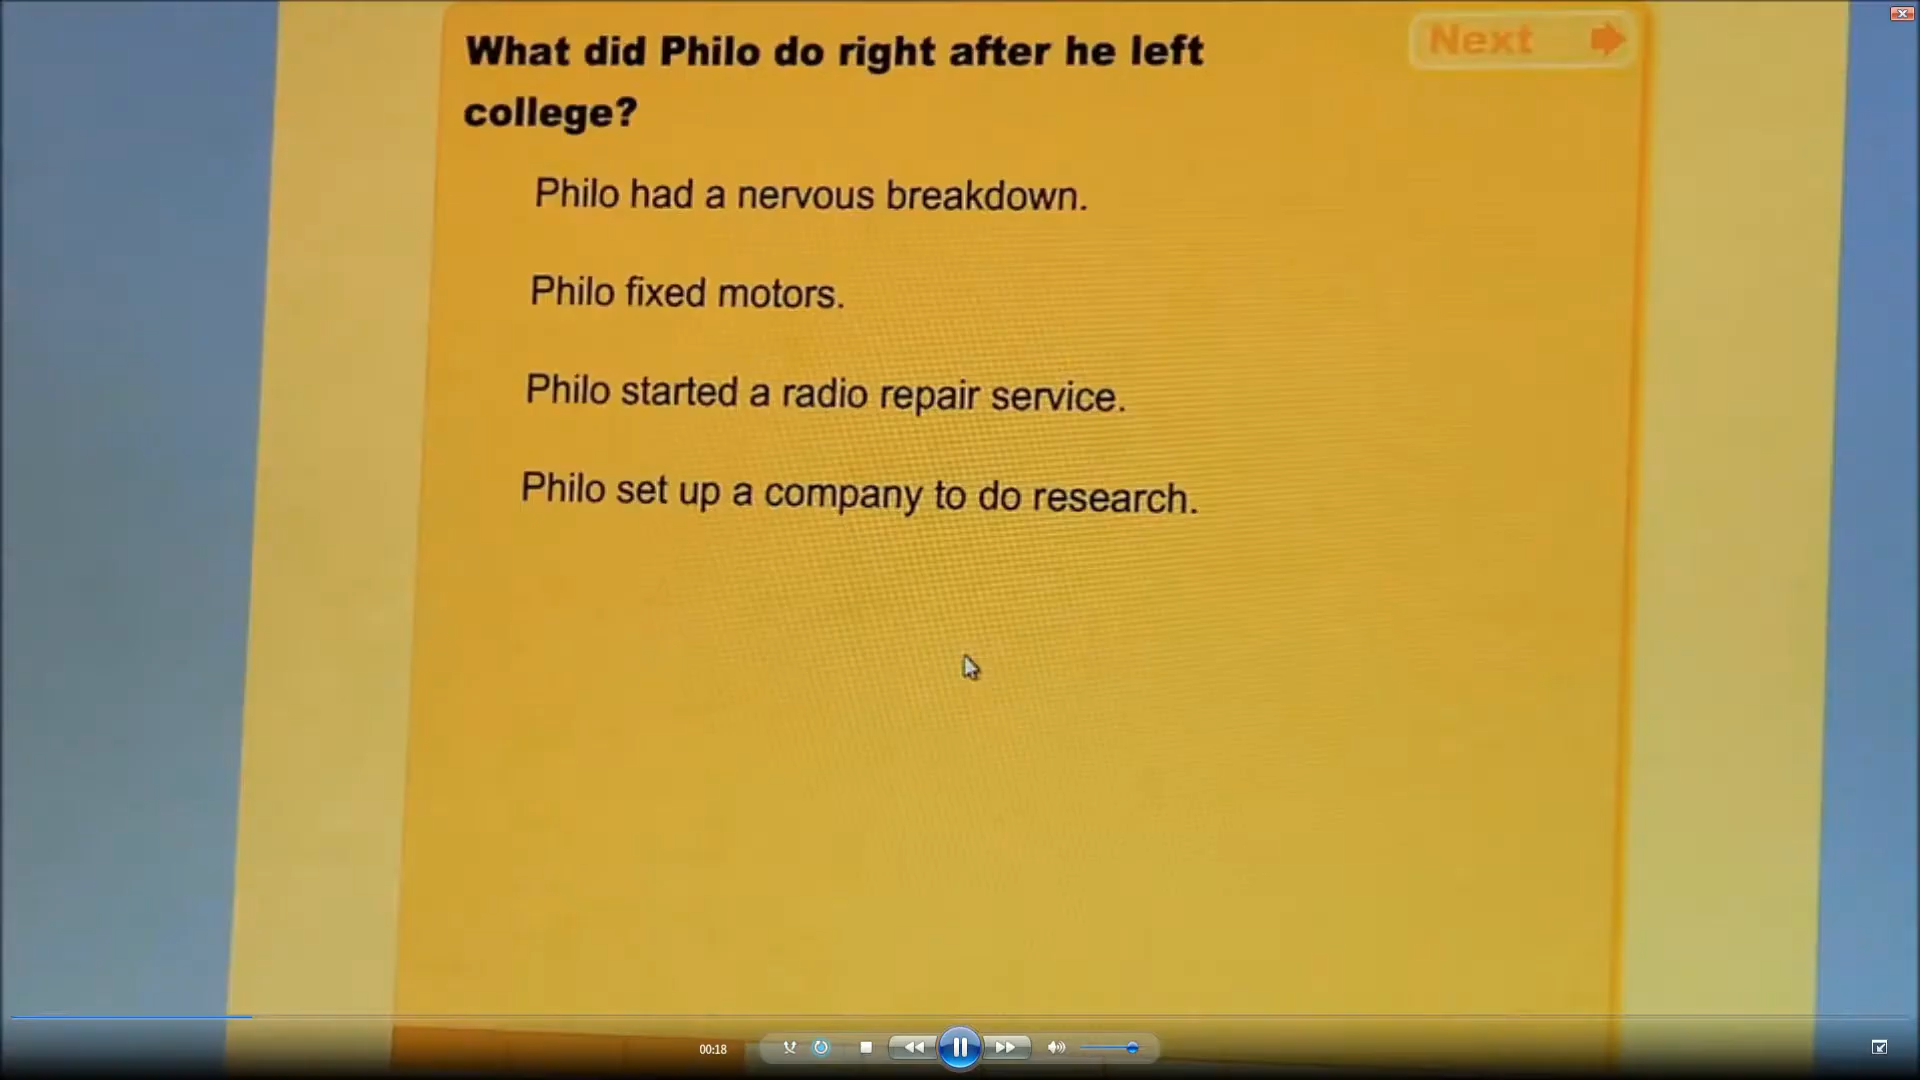 What did Philo do right after he left
college?
Next
Philo had a nervous breakdown.
Philo fixed motors.
Philo started a radio repair service.
Philo set up a company to do research.
00:18